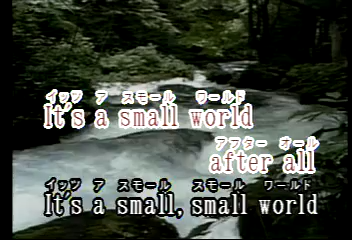 イッツ ア スモール ワールド
It's a small world
アフター オール
after all
イッツ ア スモール スモール ワールド
It's a small, small world